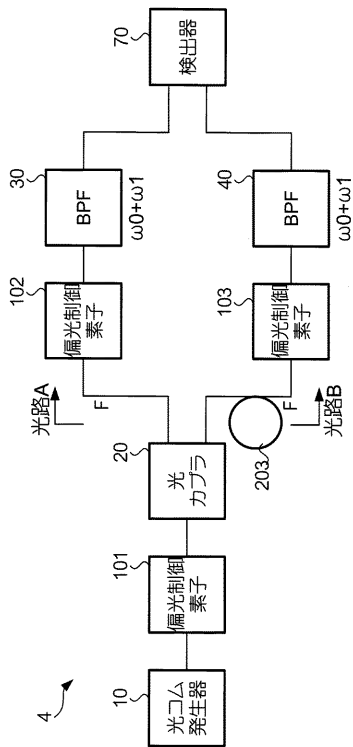 4
10
光コム
発生器
101
偏光制御
素子
20
光
カプラ
光路A
F
102
偏光制御
素子
30
BPF
ω0+ω1
70
検出器
203
F
光路B
103
偏光制御
素子
40
BPF
ω0+ω1